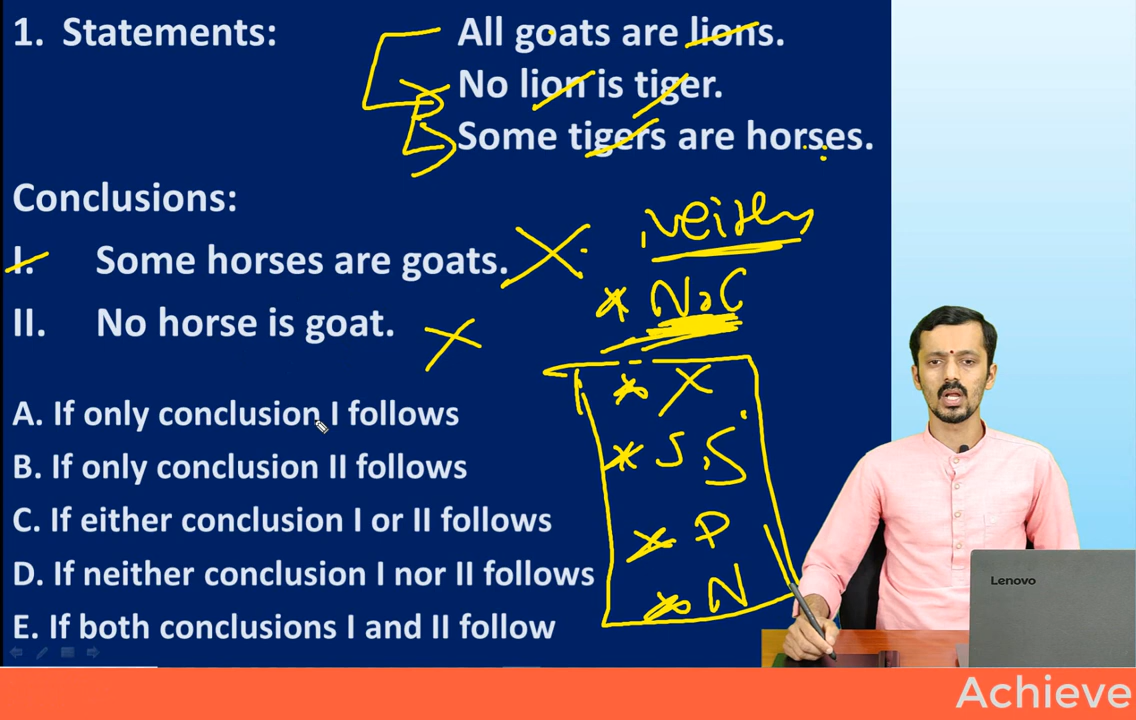 1. Statements: All goats are lions.
No lion is tiger.
Some tigers are horses.
Conclusions:
Neither
I. Some horses are goats.
* NoC
II. No horse is goat.
* X
A. If only conclusion I follows
* S S
B. If only conclusion II follows
C. If either conclusion I or II follows
* P
D. If neither conclusion I nor II follows
* N
E. If both conclusions I and II follow
Lenovo
Achieve